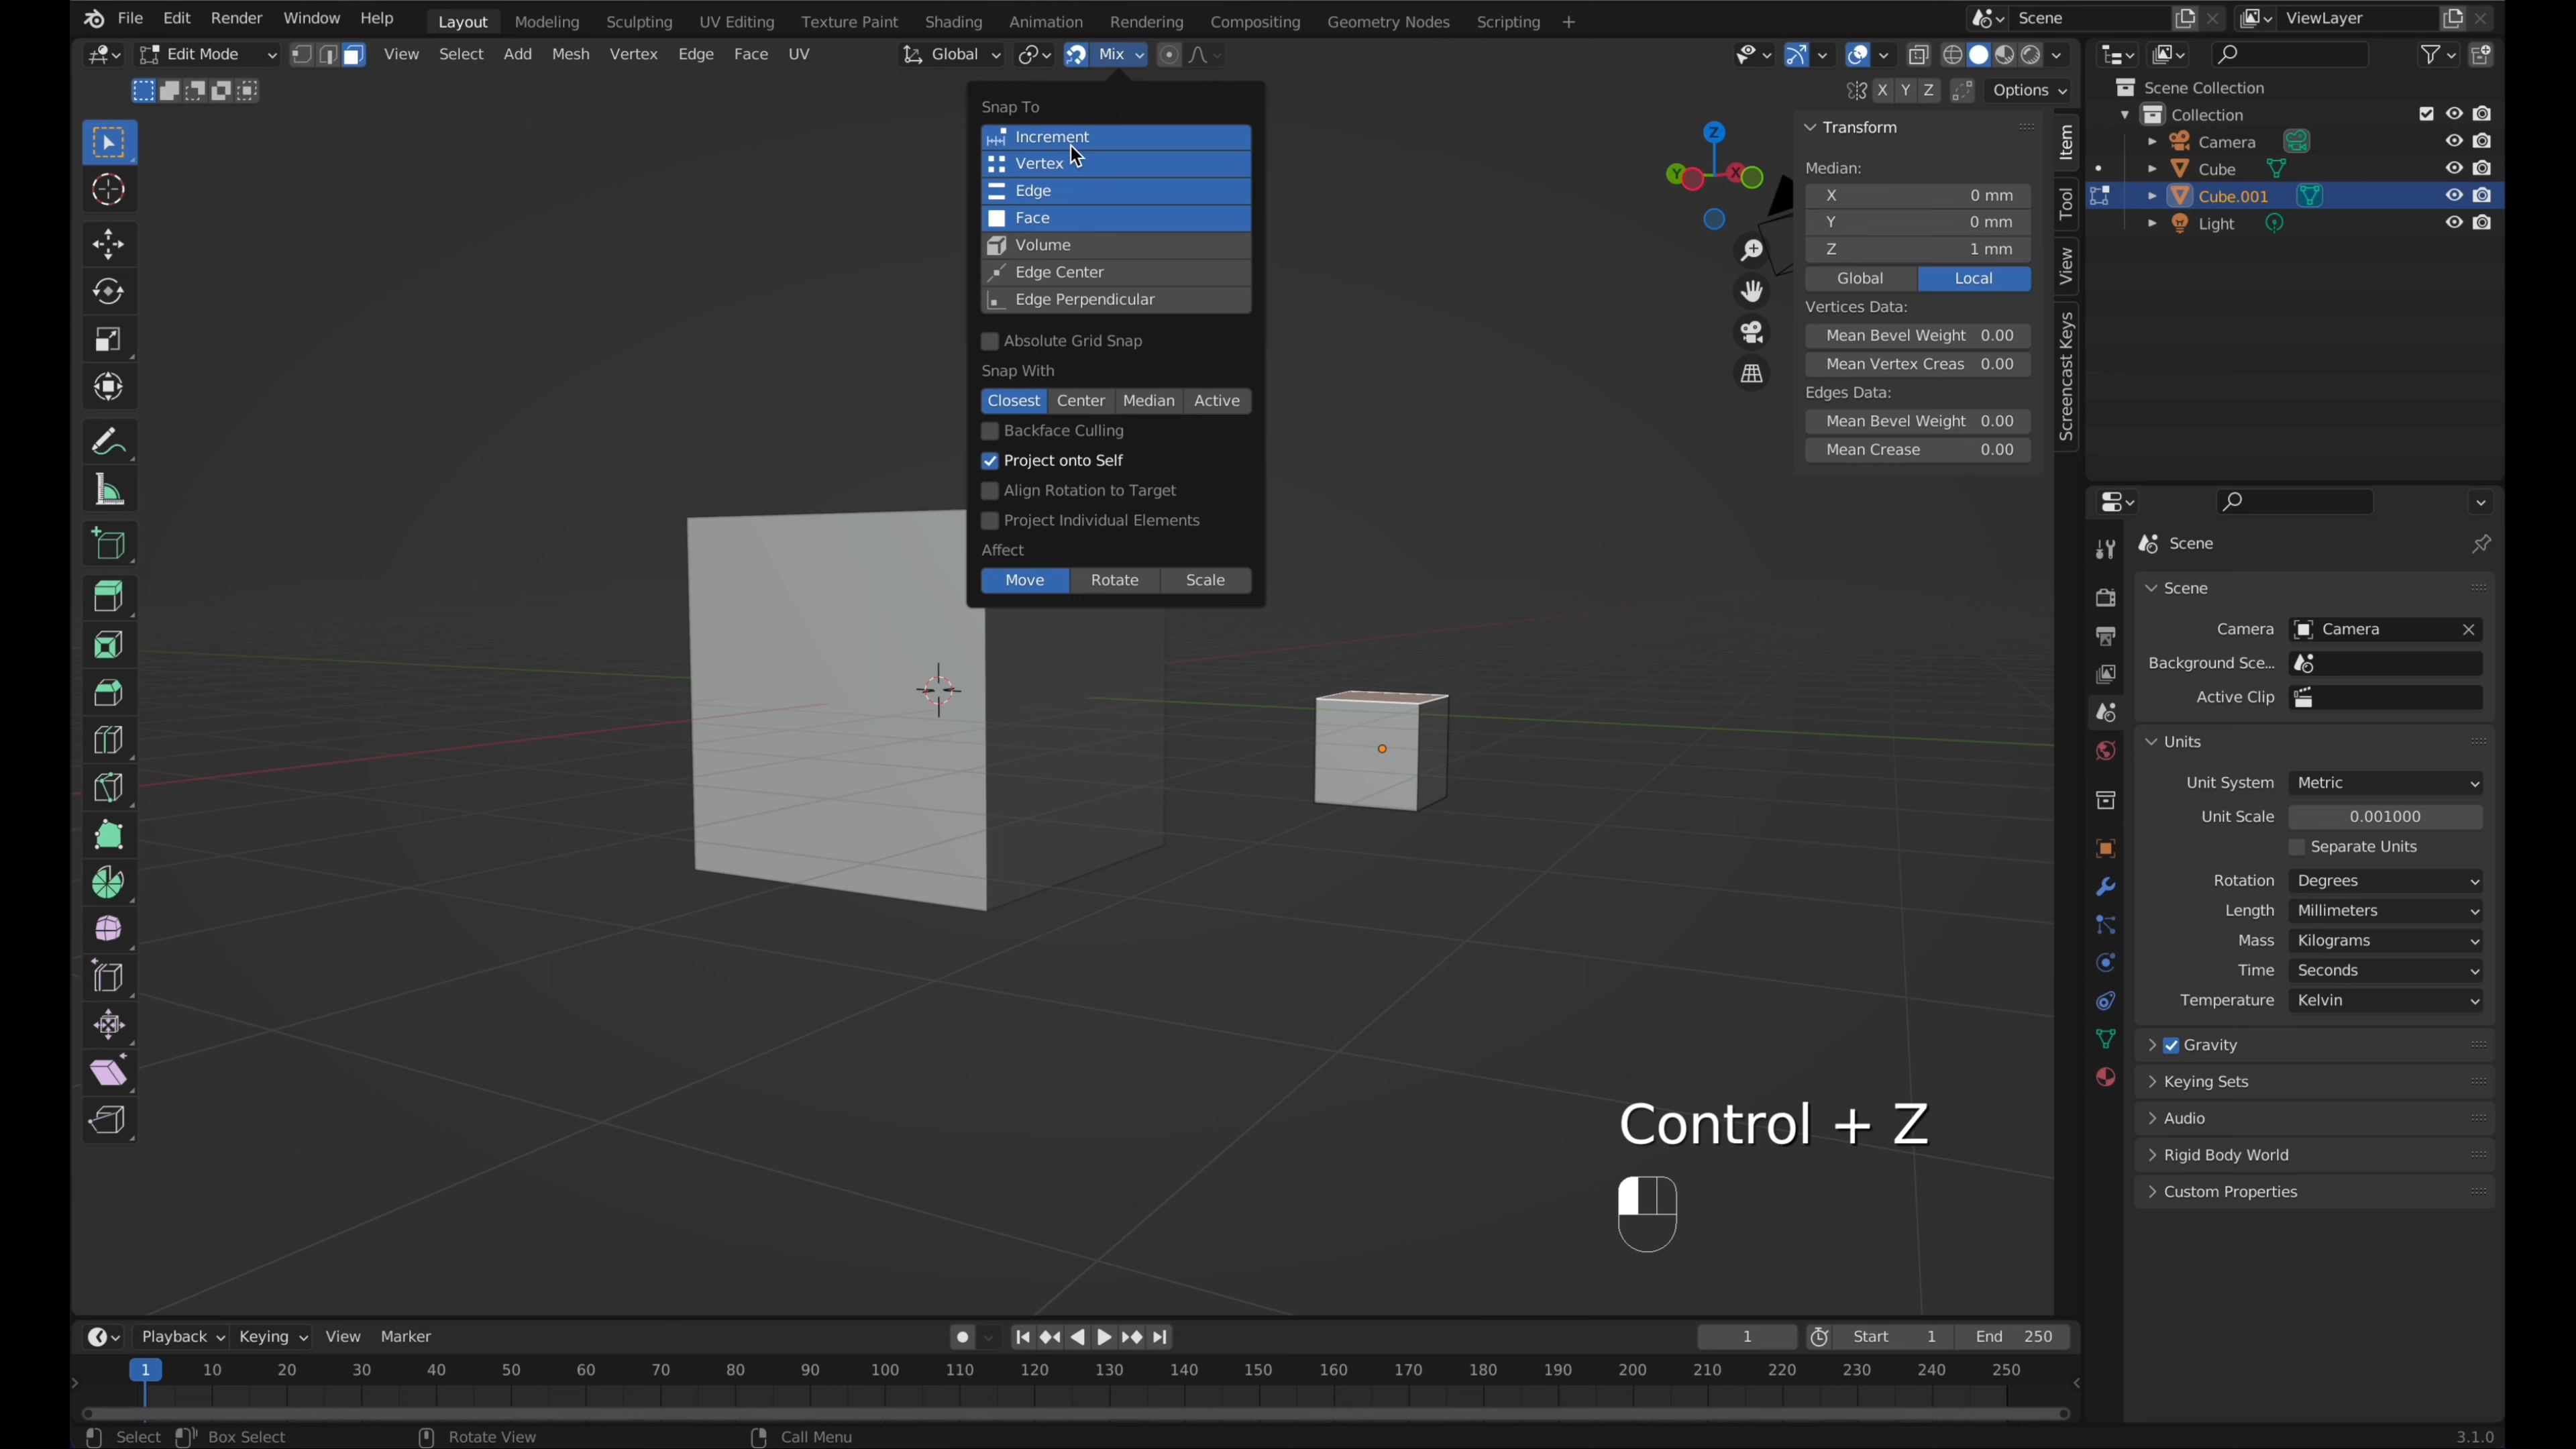 File Edit Render Window Help Layout Modeling Sculpting UV Editing Texture Paint Shading Animation Rendering Compositing Geometry Nodes Scripting + Scene ViewLayer
Edit Mode View Select Add Mesh Vertex Edge Face UV Global Mix
X Y Z Options
Snap To
Increment
Vertex
Edge
Face
Volume
Edge Center
Edge Perpendicular
Absolute Grid Snap
Snap With
Closest Center Median Active
Backface Culling
Project onto Self
Align Rotation to Target
Project Individual Elements
Affect
Move Rotate Scale
Z
Y
X
Transform
Median:
X 0 mm
Y 0 mm
Z 1 mm
Global Local
Vertices Data:
Mean Bevel Weight 0.00
Mean Vertex Creas 0.00
Edges Data:
Mean Bevel Weight 0.00
Mean Crease 0.00
Item
Tool
View
Screencast Keys
Scene Collection
Collection
Camera
Cube
Cube.001
Light
Scene
Scene
Camera Camera
Background Sce...
Active Clip
Units
Unit System Metric
Unit Scale 0.001000
Separate Units
Rotation Degrees
Length Millimeters
Mass Kilograms
Time Seconds
Temperature Kelvin
Gravity
Keying Sets
Audio
Rigid Body World
Custom Properties
Control + Z
Playback Keying View Marker 1 Start 1 End 250
1 10 20 30 40 50 60 70 80 90 100 110 120 130 140 150 160 170 180 190 200 210 220 230 240 250
Select Box Select Rotate View Call Menu 3.1.0